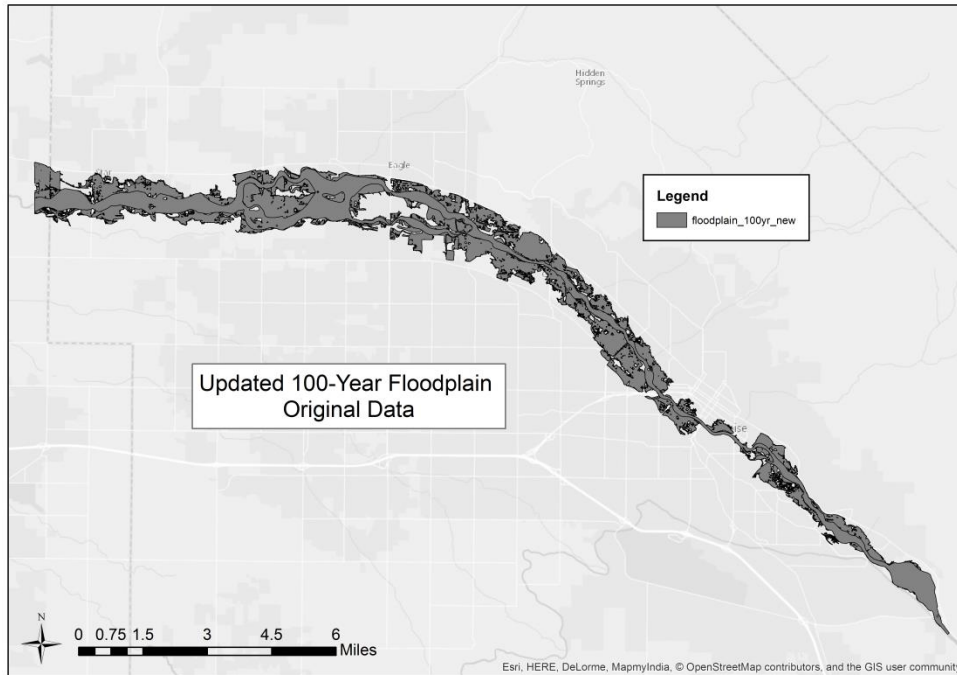 Hidden
Springs
Eagle
Legend
floodplain_100yr_new
Updated 100-Year Floodplain
Original Data
ise
N
0 0.75 1.5 3 4.5 6
Miles
Esri, HERE, DeLorme, MapmyIndia, © OpenStreetMap contributors, and the GIS user community